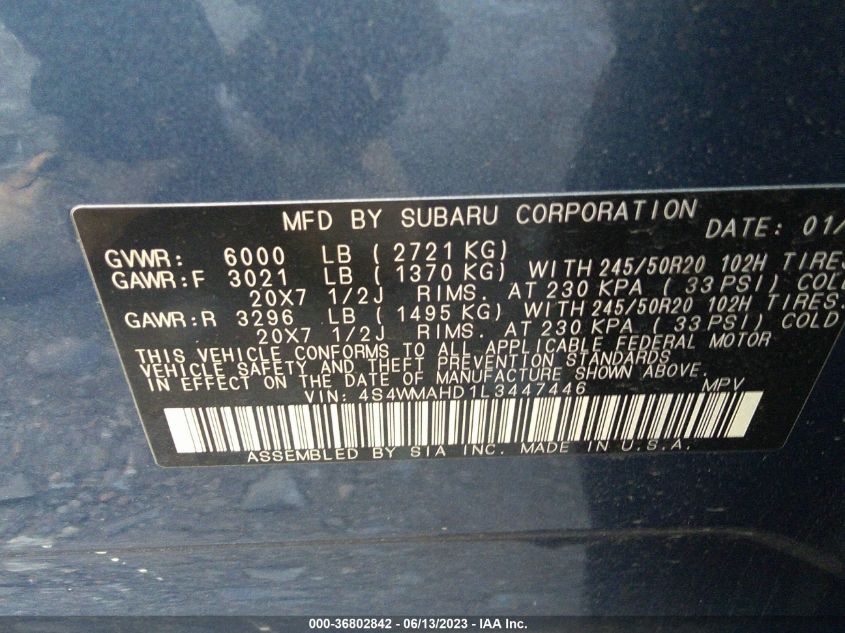 MFD BY SUBARU CORPORATION DATE: 01/
GVWR: 6000 LB ( 2721 KG)
GAWR:F 3021 LB ( 1370 KG) WITH 245/50R20 102H TIRES
20X7 1/2J RIMS. AT 230 KPA ( 33 PSI) COLD
GAWR:R 3296 LB ( 1495 KG) WITH 245/50R20 102H TIRES.
20X7 1/2J RIMS. AT 230 KPA ( 33 PSI) COLD
THIS VEHICLE CONFORMS TO ALL APPLICABLE FEDERAL MOTOR
VEHICLE SAFETY AND THEFT PREVENTION STANDARDS
IN EFFECT ON THE DATE OF MANUFACTURE SHOWN ABOVE.
VIN: 4S4WMAHD1L3447446 MPV
ASSEMBLED BY SIA INC. MADE IN U.S.A.
000-36802842 - 06/13/2023 - IAA Inc.